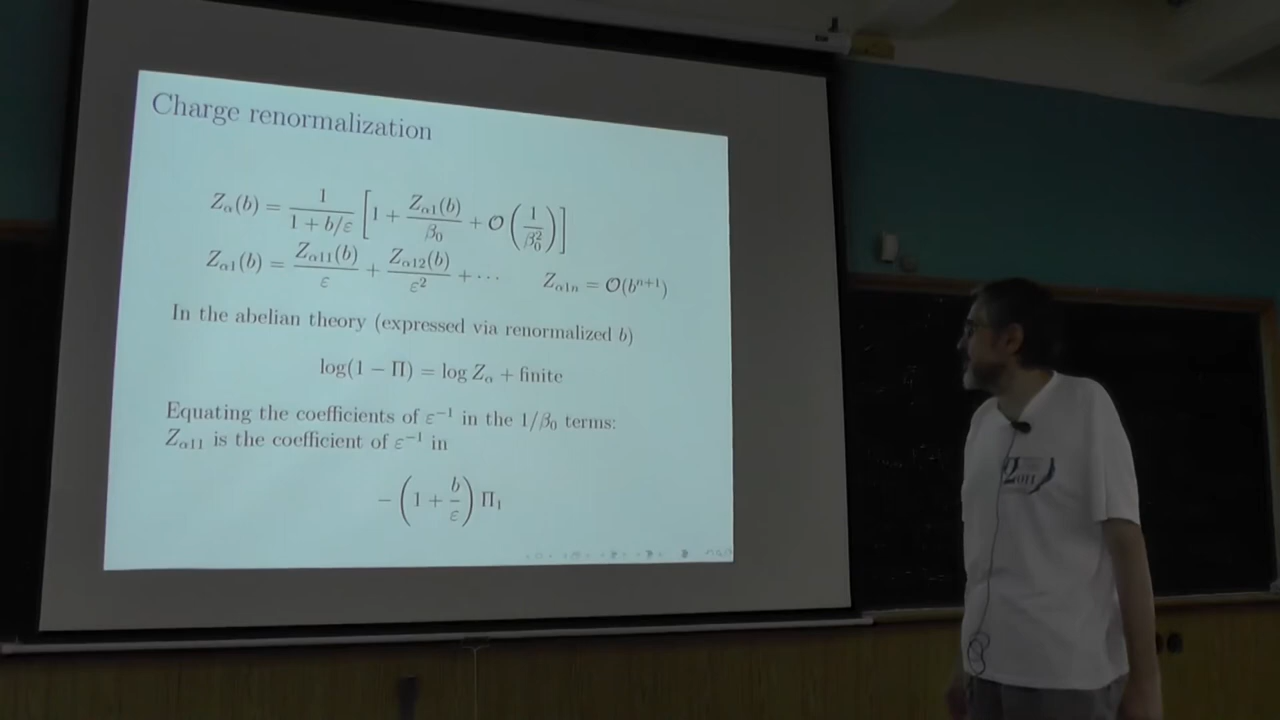 Charge renormalization
Z_α(b) = 1/(1 + b/ε) [1 + Z_α1(b)/β_0 + 𝒪(1/β_0^2)]
Z_α1(b) = Z_α11(b)/ε + Z_α12(b)/ε^2 + ⋯   Z_α1n = 𝒪(b^{n+1})
In the abelian theory (expressed via renormalized b)
log(1 − Π) = log Z_α + finite
Equating the coefficients of ε^{−1} in the 1/β_0 terms:
Z_α11 is the coefficient of ε^{−1} in
− (1 + b/ε) Π_1
2011